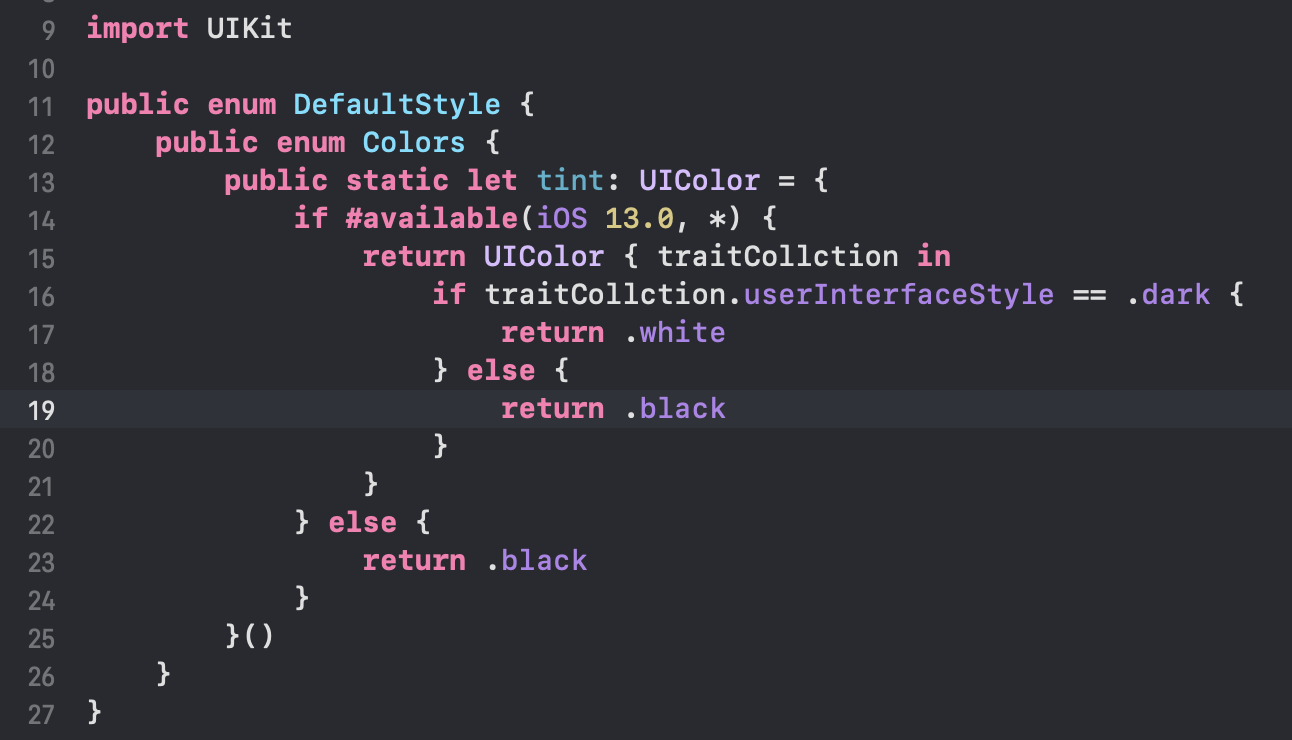 9 import UIKit
10
11 public enum DefaultStyle {
12     public enum Colors {
13         public static let tint: UIColor = {
14             if #available(iOS 13.0, *) {
15                 return UIColor { traitCollction in
16                     if traitCollction.userInterfaceStyle == .dark {
17                         return .white
18                     } else {
19                         return .black
20                     }
21                 }
22             } else {
23                 return .black
24             }
25         }()
26     }
27 }